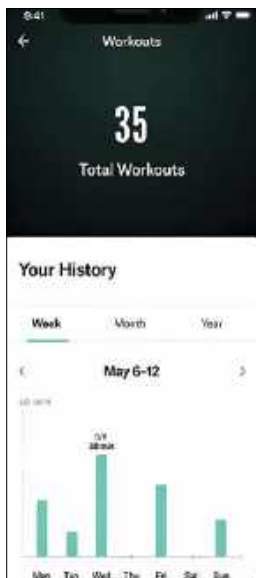 9:41
Workouts
35
Total Workouts
Your History
Week Month Year
May 6-12
Mon Tue Wed Thu Fri Sat Sun